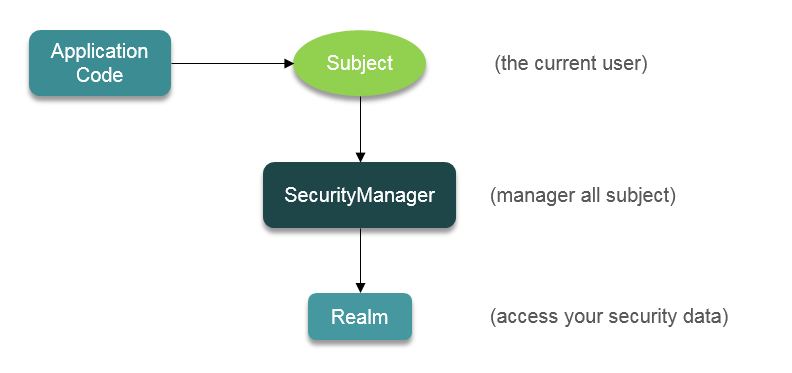 Application
Code
Subject
(the current user)
SecurityManager
(manager all subject)
Realm
(access your security data)